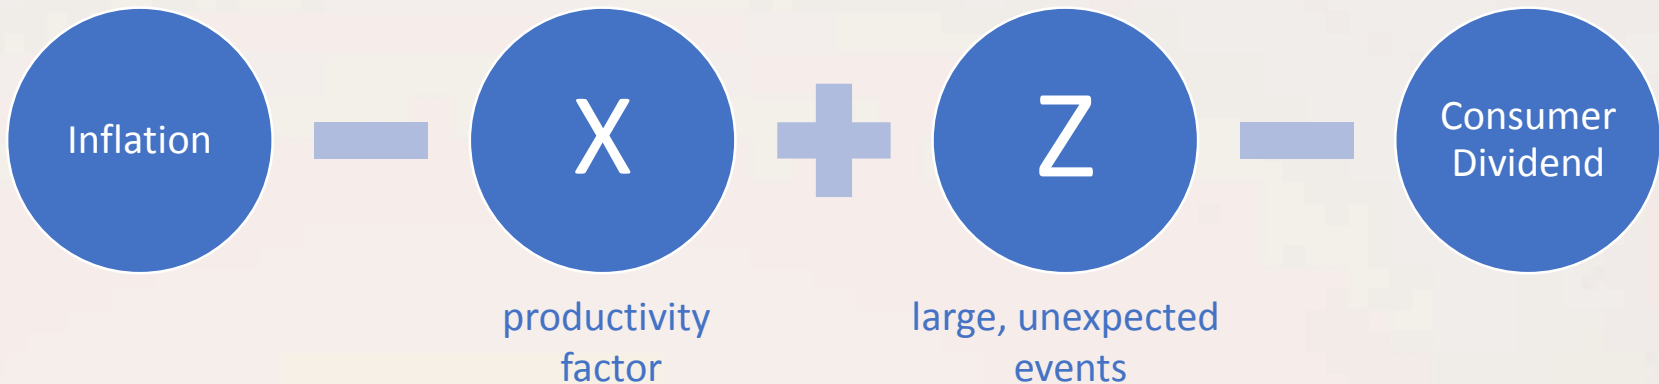 Inflation
X
Z
Consumer
Dividend
productivity
factor
large, unexpected
events